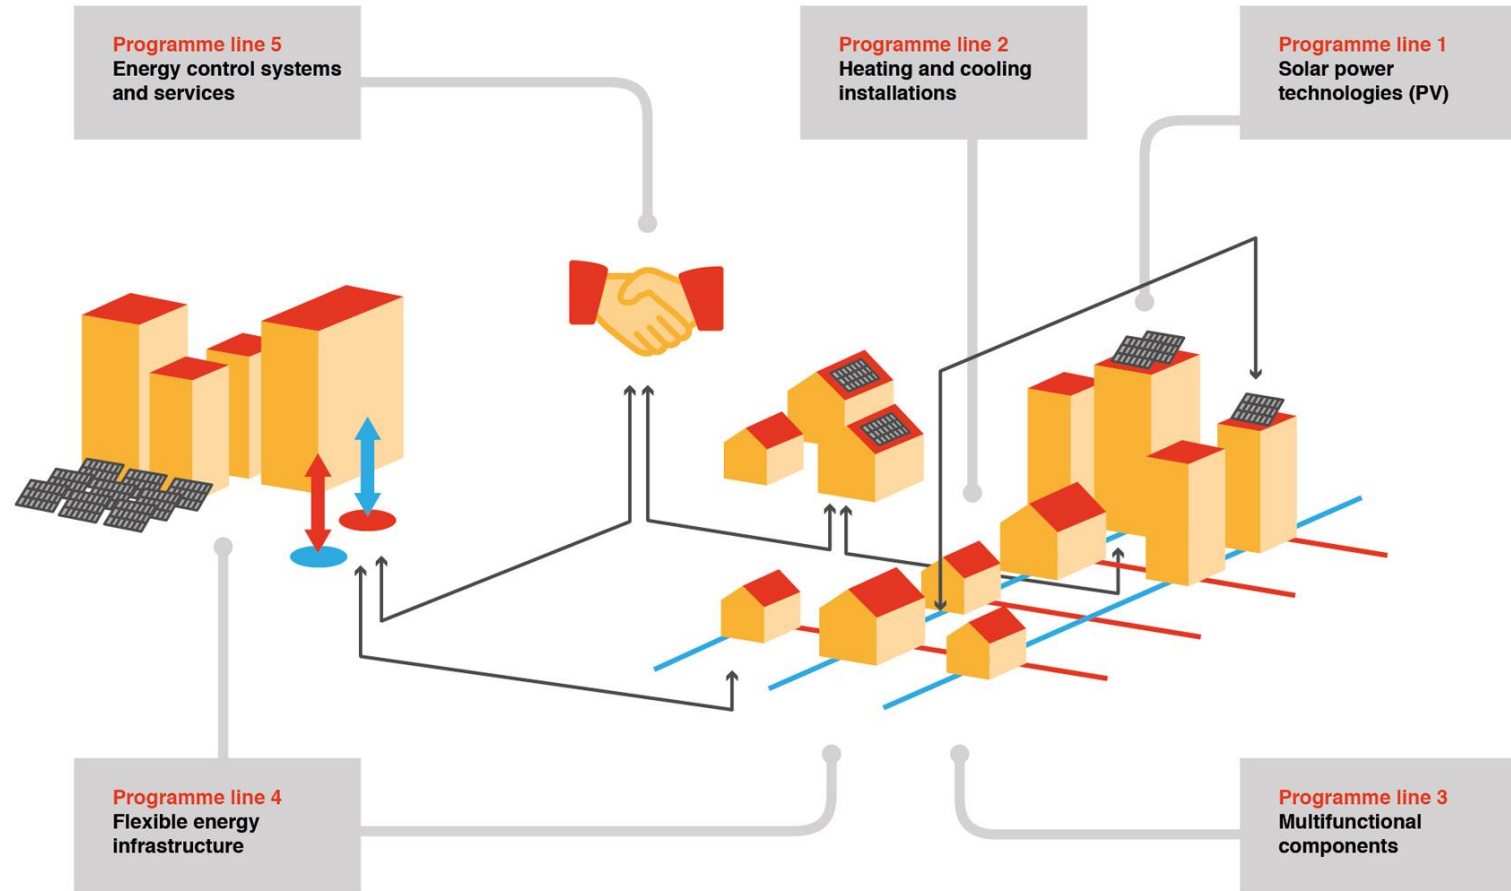 Programme line 5
Energy control systems
and services
Programme line 2
Heating and cooling
installations
Programme line 1
Solar power
technologies (PV)
Programme line 4
Flexible energy
infrastructure
Programme line 3
Multifunctional
components